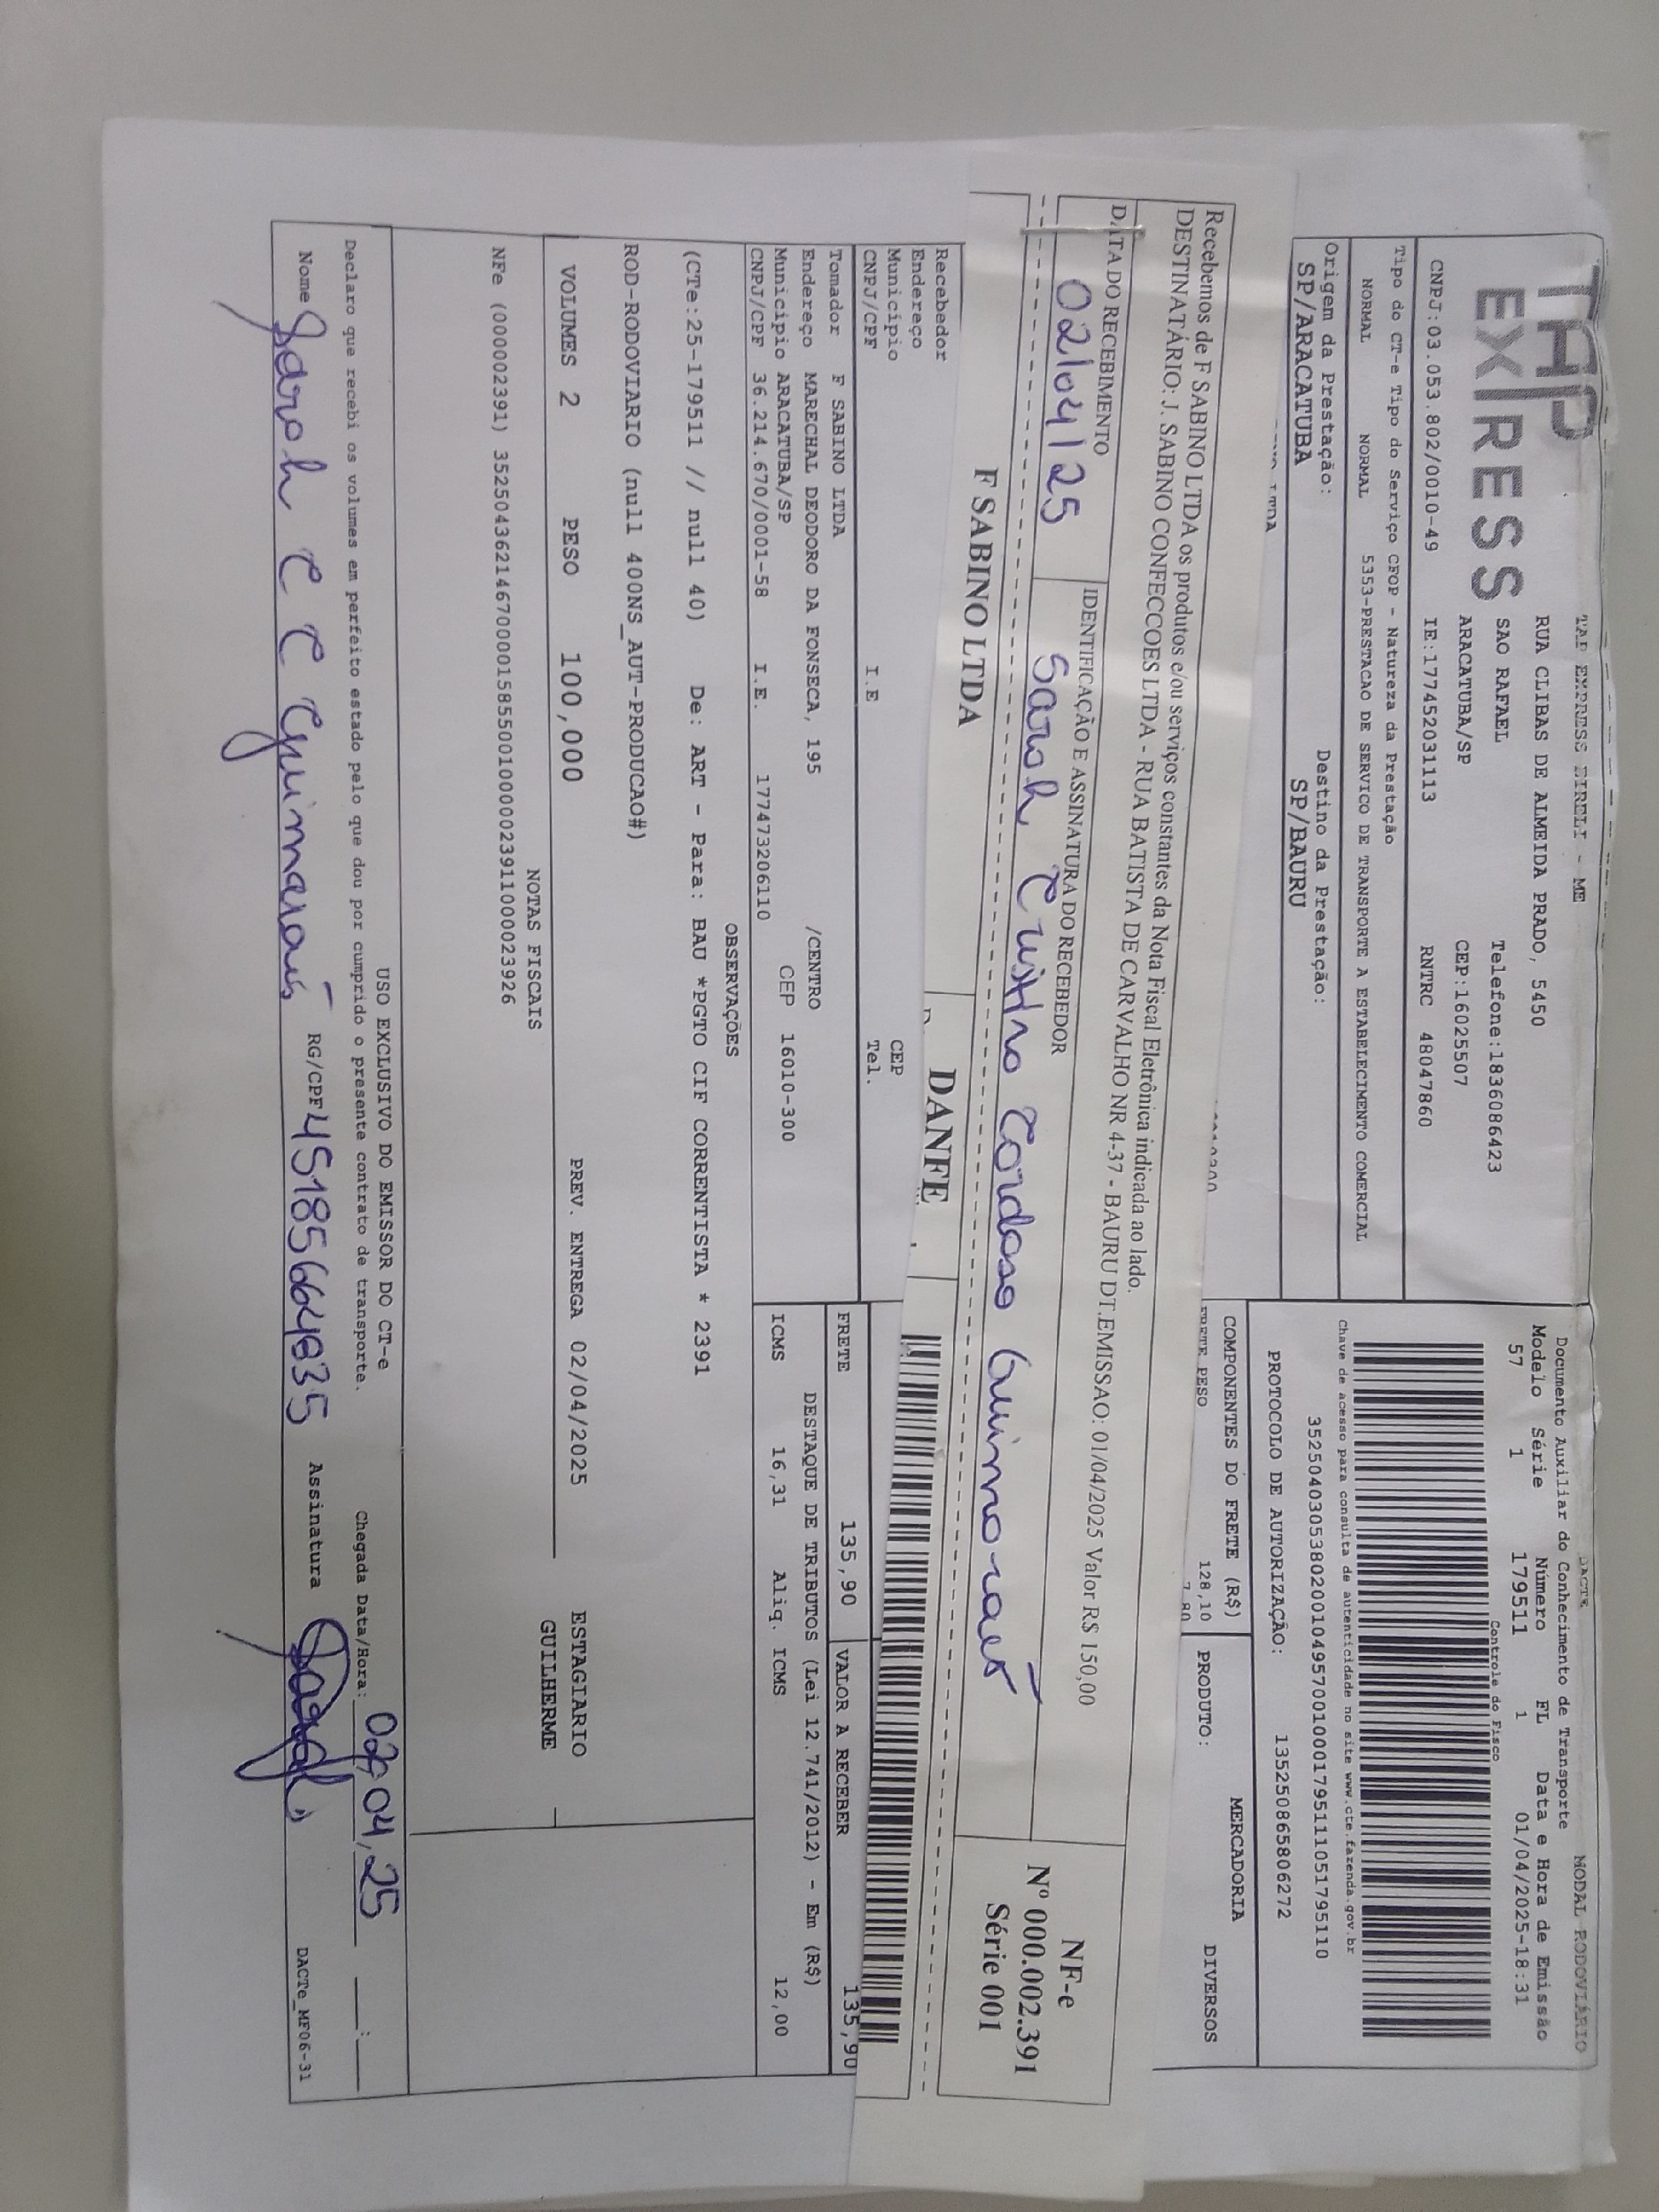 TAP EXPRESS EIRELI - ME
TAP
EXPRESS
RUA CLIBAS DE ALMEIDA PRADO, 5450
SAO RAFAEL Telefone:1836086423
ARACATUBA/SP CEP:16025507
CNPJ:03.053.802/0010-49 IE:177452031113 RNTRC 48047860
Tipo do CT-e Tipo do Serviço CFOP - Natureza da Prestação
NORMAL NORMAL 5353-PRESTACAO DE SERVICO DE TRANSPORTE A ESTABELECIMENTO COMERCIAL
Origem da Prestação: Destino da Prestação:
SP/ARACATUBA SP/BAURU
DACTE MODAL RODOVIÁRIO
Documento Auxiliar do Conhecimento de Transporte
Modelo Série Número FL Data e Hora de Emissão
57 1 179511 1 01/04/2025-18:31
Controle do Fisco
Chave de acesso para consulta de autenticidade no site www.cte.fazenda.gov.br
35250403053802001049570010001795111051795110
PROTOCOLO DE AUTORIZAÇÃO: 135250865806272
COMPONENTES DO FRETE (R$) MERCADORIA
FRETE PESO 128,10 PRODUTO: DIVERSOS
7,80
LTDA
Recebemos de F SABINO LTDA os produtos e/ou serviços constantes da Nota Fiscal Eletrônica indicada ao lado.
DESTINATÁRIO: J. SABINO CONFECCOES LTDA - RUA BATISTA DE CARVALHO NR 4-37 - BAURU DT.EMISSAO: 01/04/2025 Valor R$ 150,00
DATA DO RECEBIMENTO IDENTIFICAÇÃO E ASSINATURA DO RECEBEDOR
02/04/25 Sarah Cristina Cardoso Guimarães
NF-e
Nº 000.002.391
Série 001
F SABINO LTDA DANFE
Recebedor
Endereço
Município CEP
CNPJ/CPF I.E Tel.
Tomador F SABINO LTDA
Endereço MARECHAL DEODORO DA FONSECA, 195 /CENTRO
Município ARACATUBA/SP CEP 16010-300
CNPJ/CPF 36.214.670/0001-58 I.E. 177473206110
FRETE 135,90 VALOR A RECEBER 135,90
DESTAQUE DE TRIBUTOS (Lei 12.741/2012) - Em (R$)
ICMS 16,31 Aliq. ICMS 12,00
OBSERVAÇÕES
(CTe:25-179511 // null 40) De: ART - Para: BAU *PGTO CIF CORRENTISTA * 2391
ROD-RODOVIARIO (null 400NS_AUT-PRODUCAO#)
VOLUMES 2 PESO 100,000 PREV. ENTREGA 02/04/2025 ESTAGIARIO
GUILHERME
NOTAS FISCAIS
NFe (000002391) 35250436214670000158550010000023911000023926
USO EXCLUSIVO DO EMISSOR DO CT-e
Declaro que recebi os volumes em perfeito estado pelo que dou por cumprido o presente contrato de transporte. Chegada Data/Hora: 02,04,25 __:__
Nome Sarah C C Guimarães RG/CPF 45185664835 Assinatura Sarah DACTe_MF06-31